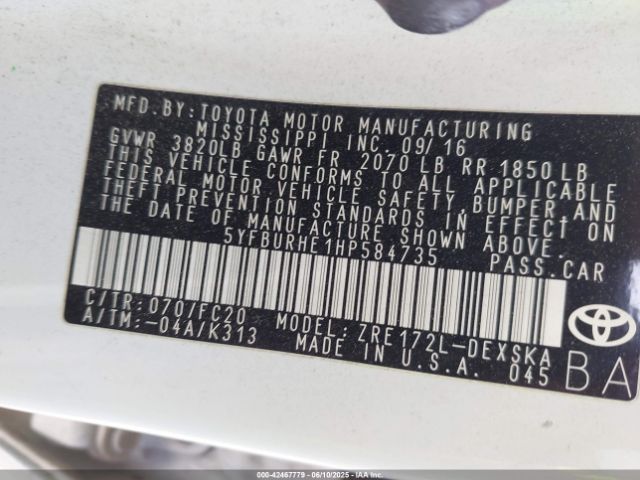 MFD. BY: TOYOTA MOTOR MANUFACTURING
MISSISSIPPI INC. 09/16
GVWR 3820LB GAWR FR 2070 LB RR 1850 LB
THIS VEHICLE CONFORMS TO ALL APPLICABLE
FEDERAL MOTOR VEHICLE SAFETY BUMPER AND
THEFT PREVENTION STANDARDS IN EFFECT ON
THE DATE OF MANUFACTURE SHOWN ABOVE.
5YFBURHE1HP584735 PASS.CAR
C/TR: 070/FC20
A/TM: -04A/K313
MODEL: ZRE172L-DEXSKA
MADE IN U.S.A. 045
BA
000-42467779 - 06/10/2025 - IAA Inc.